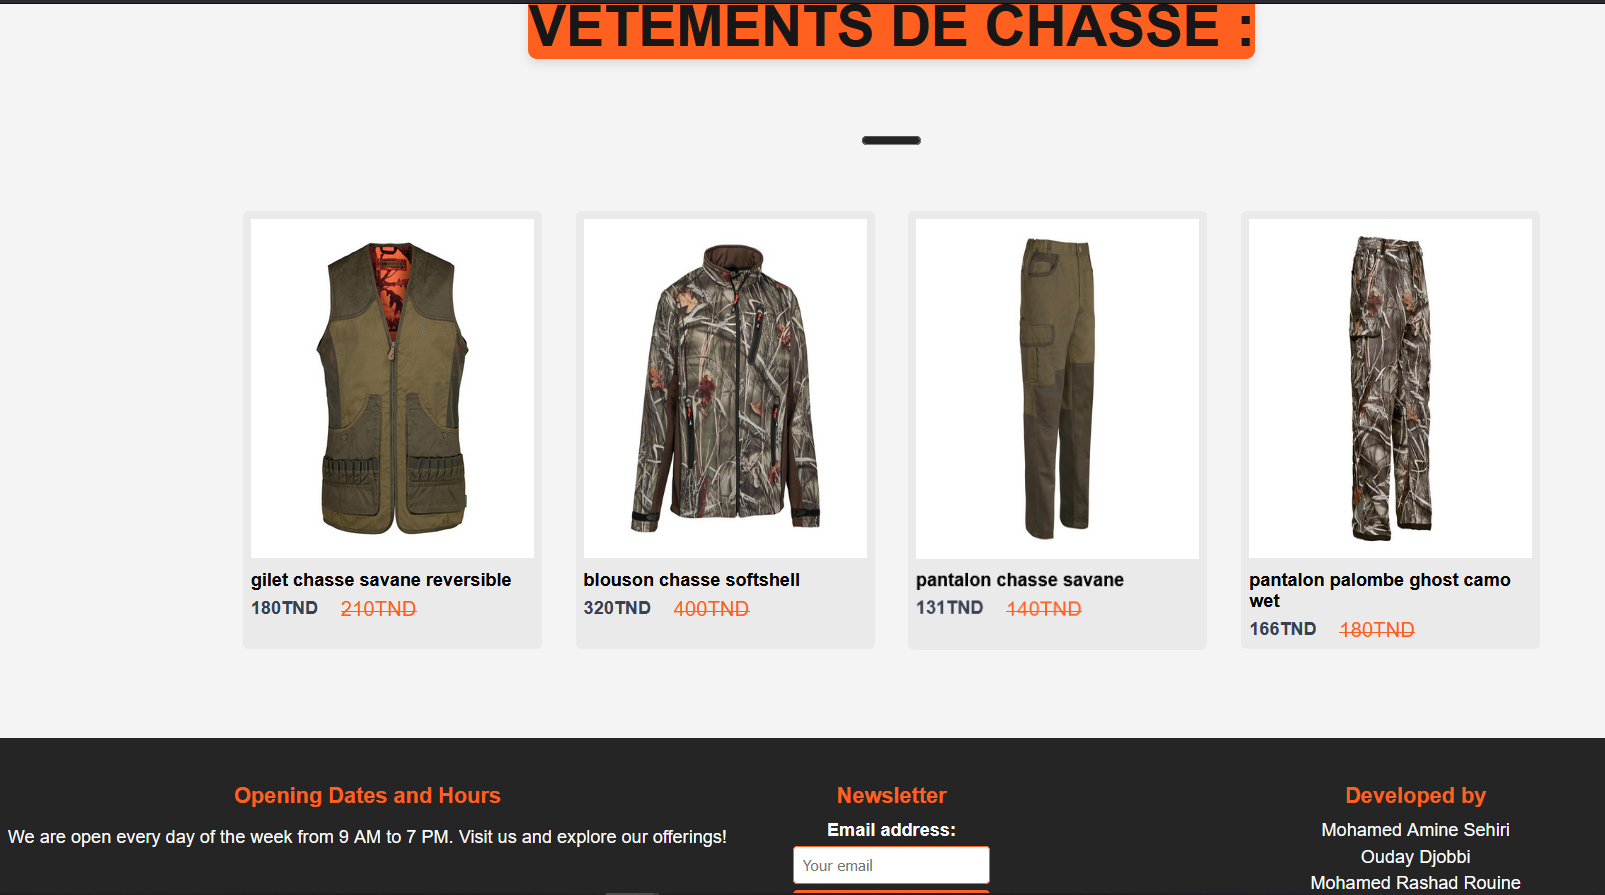 VETEMENTS DE CHASSE :
gilet chasse savane reversible
180TND 210TND
blouson chasse softshell
320TND 400TND
pantalon chasse savane
131TND 140TND
pantalon palombe ghost camo
wet
166TND 180TND
Opening Dates and Hours
We are open every day of the week from 9 AM to 7 PM. Visit us and explore our offerings!
Newsletter
Email address:
Your email
Developed by
Mohamed Amine Sehiri
Ouday Djobbi
Mohamed Rashad Rouine